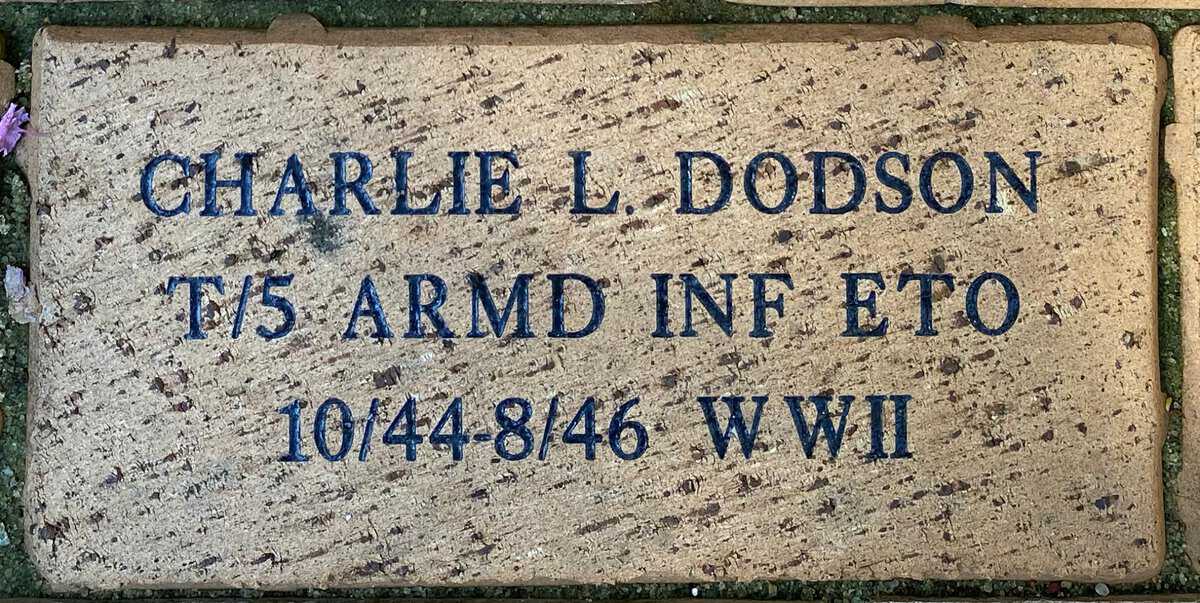 CHARLIE L. DODSON
T/5 ARMD INF ETO
10/44-8/46 WWII